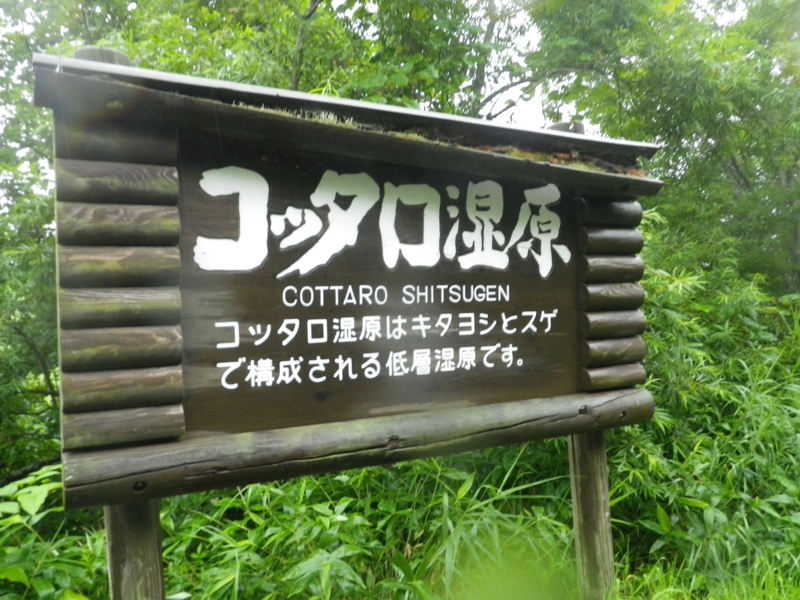 コッタロ湿原
COTTARO SHITSUGEN
コッタロ湿原はキタヨシとスゲ
で構成される低層湿原です。